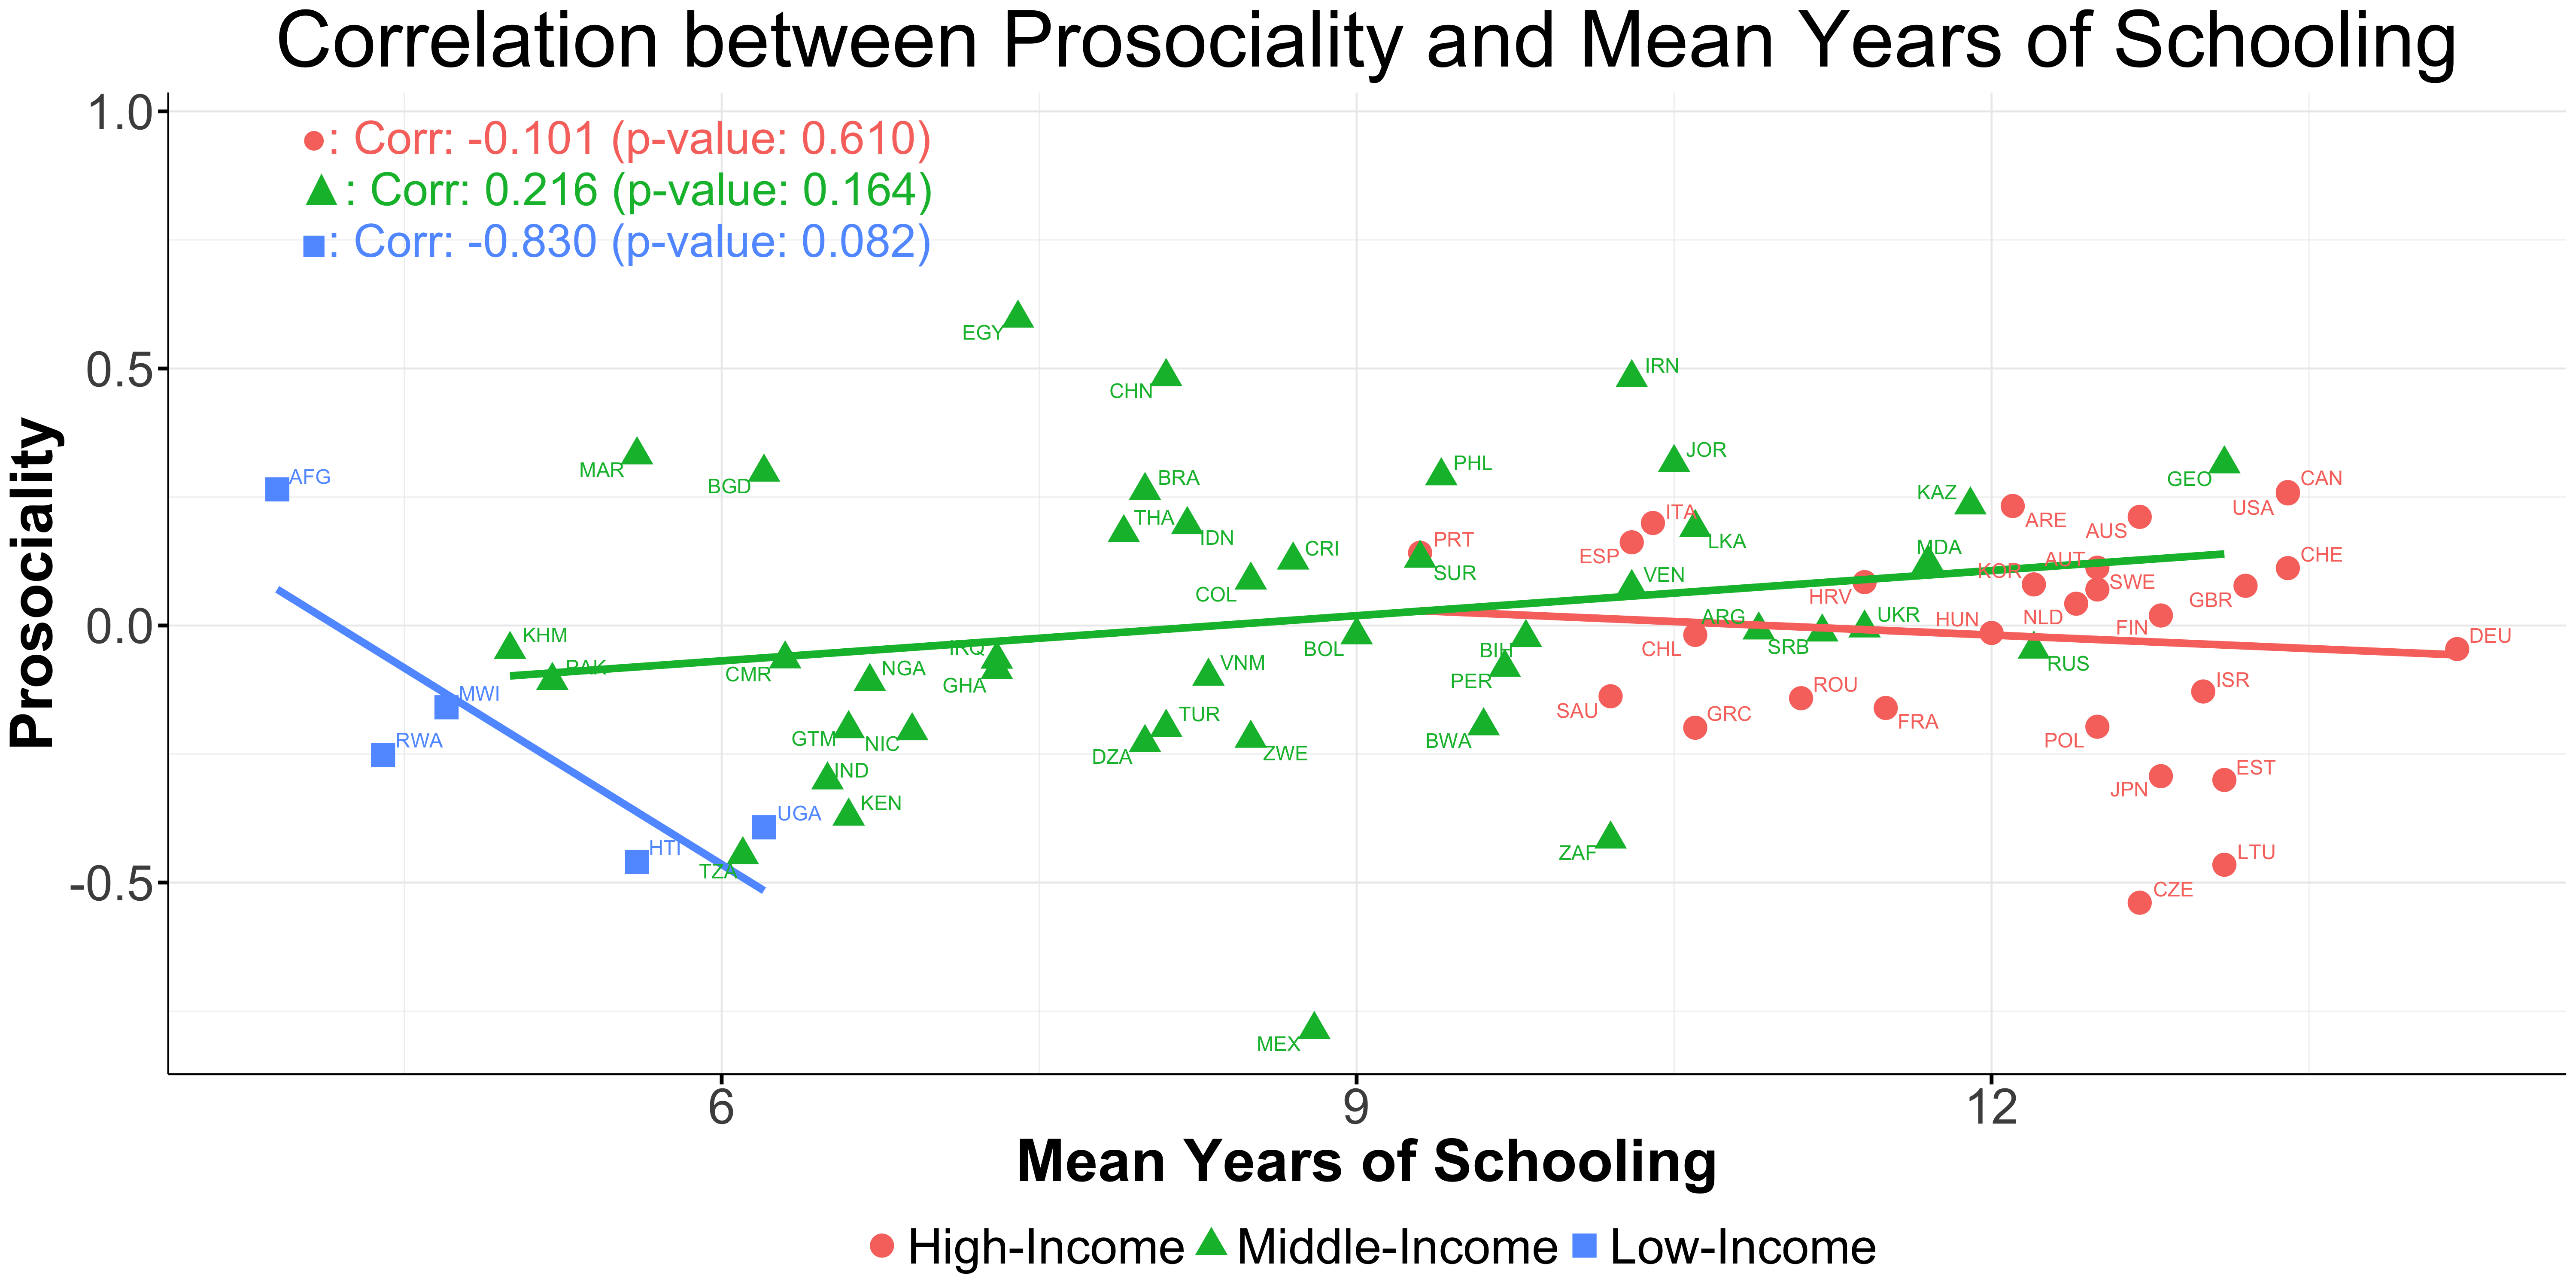 Correlation between Prosociality and Mean Years of Schooling
1.0
: Corr: -0.101 (p-value: 0.610)
: Corr: 0.216 (p-value: 0.164)
: Corr: -0.830 (p-value: 0.082)
EGY
0.5
CHN
IRN
MAR
BGD
AFG
BRA
PHL
JOR
GEO
CAN
KAZ
USA
THA
IDN
ITA
ARE
AUS
LKA
PRT
ESP
CRI
MDA
AUT
CHE
SUR
VEN
KOR
SWE
COL
HRV
GBR
0.0
ARG
UKR
HUN
NLD
FIN
KHM
IRQ
BOL
BIH
CHL
SRB
DEU
PAK
CMR
NGA
GHA
VNM
PER
RUS
MWI
SAU
ROU
ISR
RWA
GTM
NIC
TUR
DZA
ZWE
BWA
GRC
FRA
POL
IND
JPN
EST
UGA
KEN
HTI
TZA
ZAF
LTU
-0.5
CZE
MEX
Prosociality
6
9
12
Mean Years of Schooling
High-Income Middle-Income Low-Income